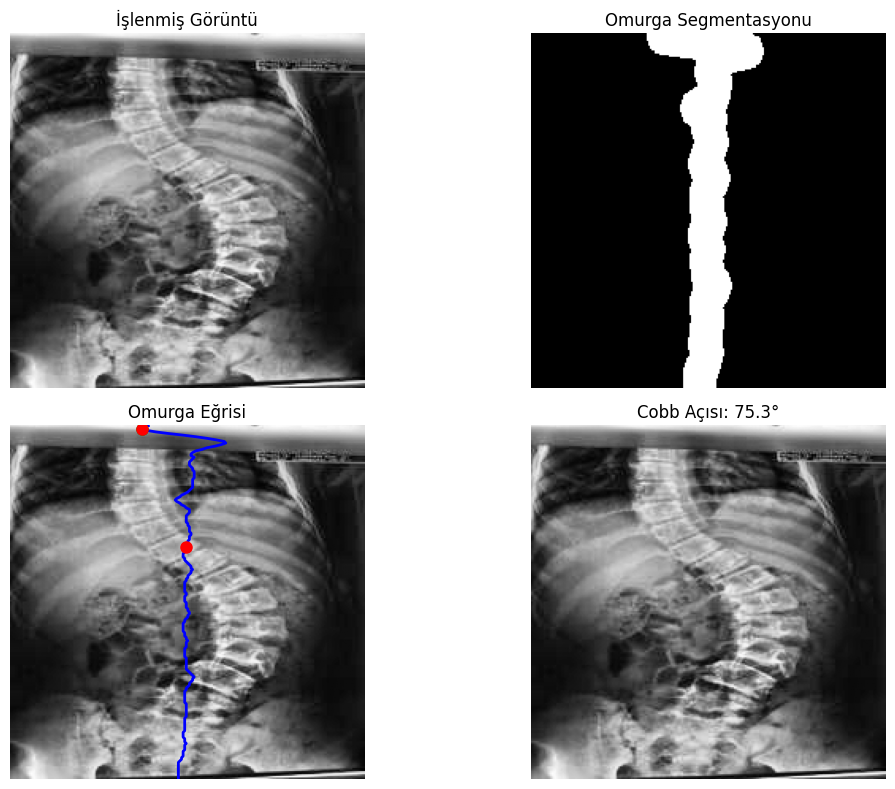 İşlenmiş Görüntü
Omurga Segmentasyonu
Omurga Eğrisi
Cobb Açısı: 75.3°